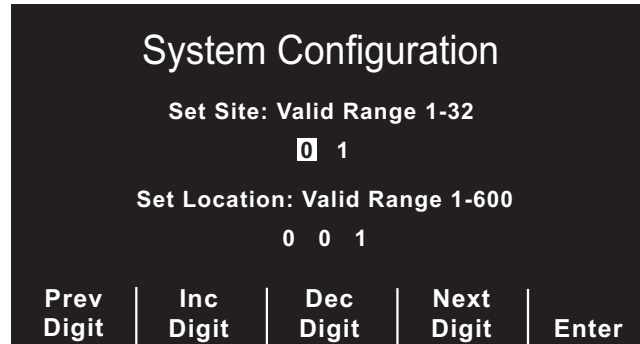 System Configuration
Set Site: Valid Range 1-32
0 1
Set Location: Valid Range 1-600
0 0 1
Prev Inc Dec Next
Digit Digit Digit Digit Enter